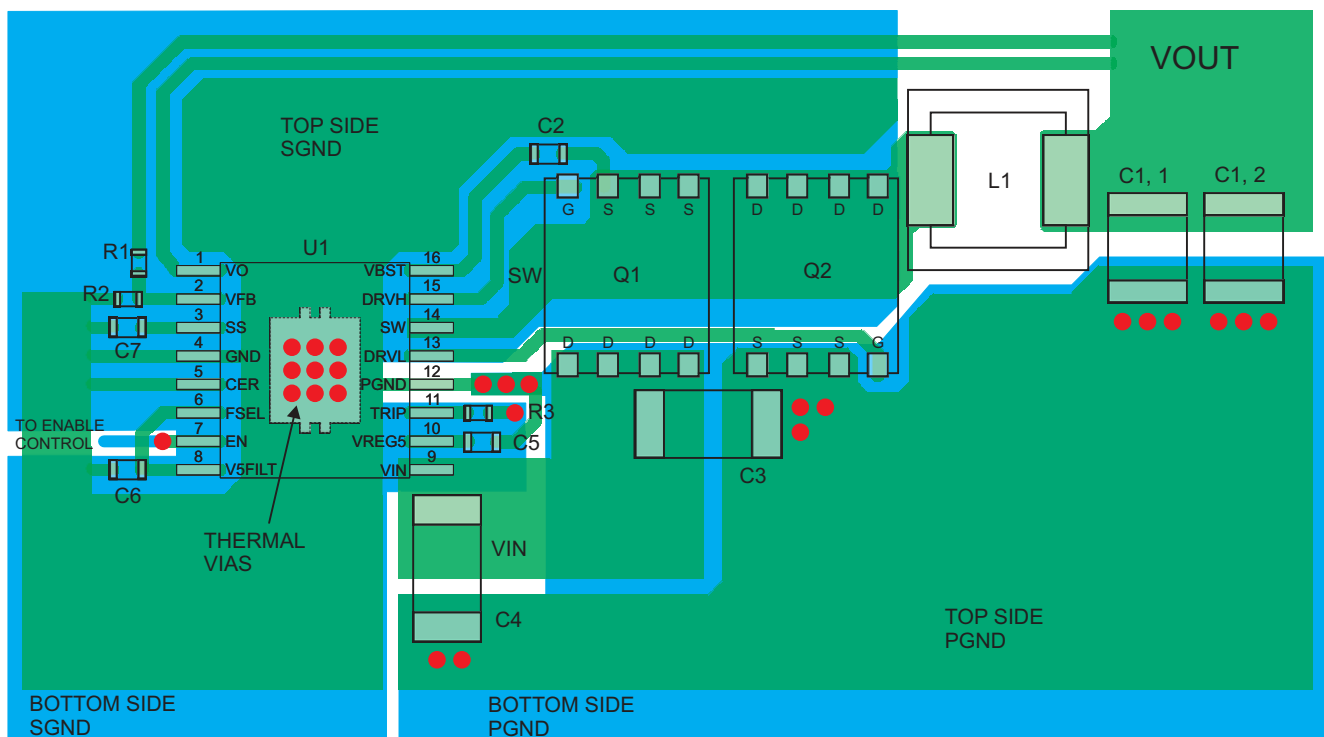 VOUT
TOP SIDE
SGND
C2
C1, 1
C1, 2
L1
G
S
S
S
D
D
D
D
R1
U1
SW
Q1
Q2
1
VO
VBST
16
R2
2
VFB
DRVH
15
3
SS
SW
14
C7
4
GND
DRVL
13
D
D
D
D
S
S
S
G
5
CER
PGND
12
6
FSEL
TRIP
11
R3
TO ENABLE
CONTROL
7
EN
VREG5
10
C5
8
V5FILT
VIN
9
C6
C3
THERMAL
VIAS
VIN
C4
TOP SIDE
PGND
BOTTOM SIDE
SGND
BOTTOM SIDE
PGND